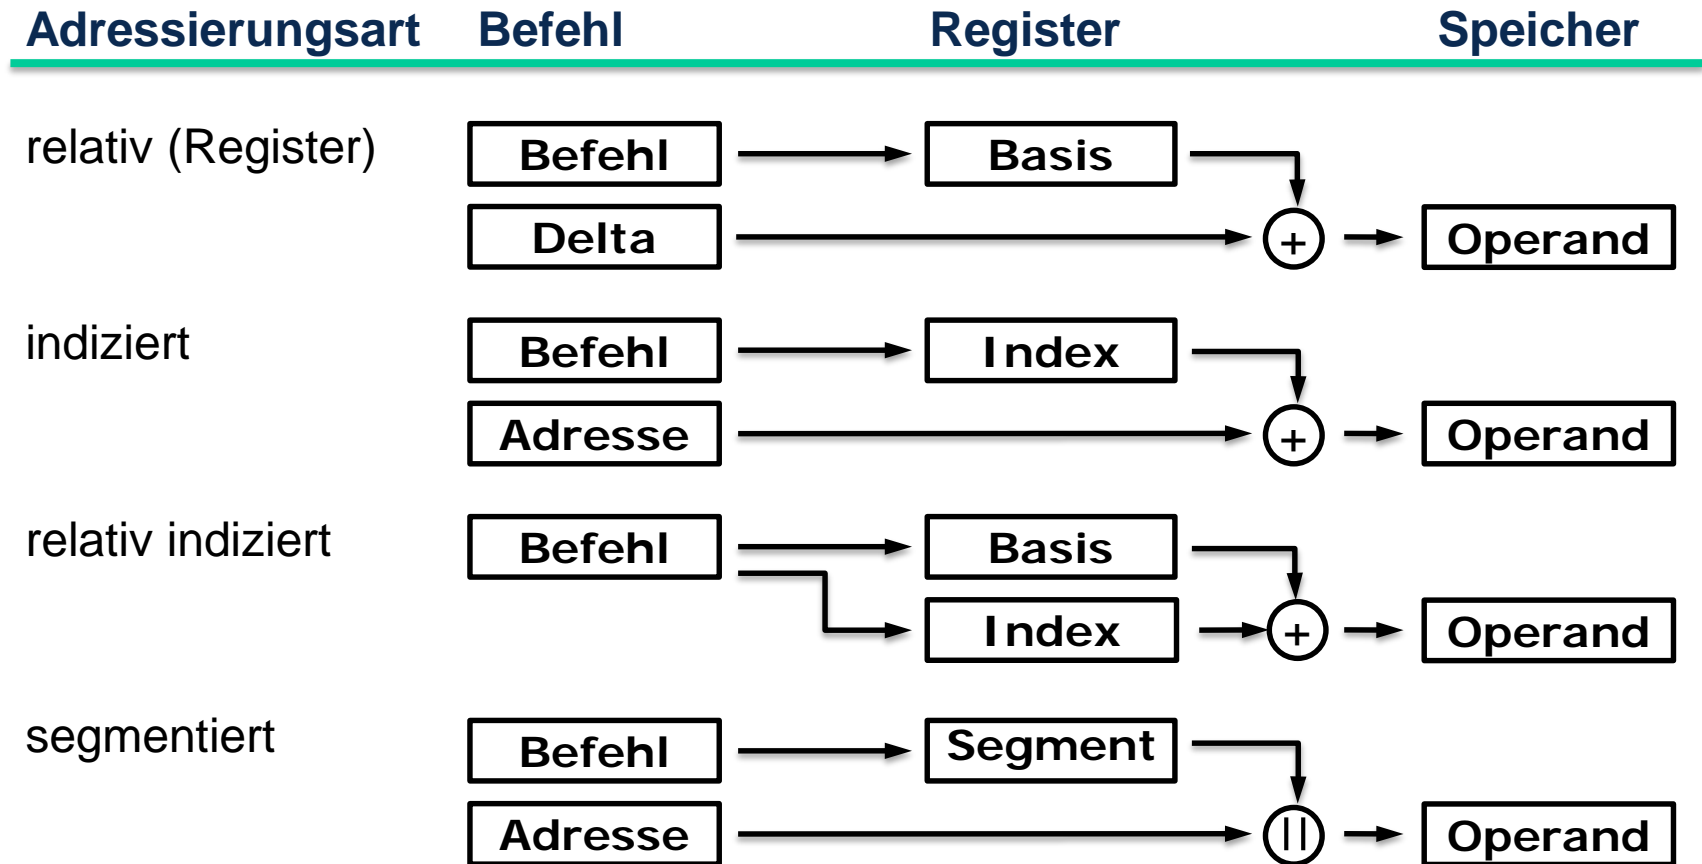 Adressierungsart Befehl Register Speicher
relativ (Register) Befehl Basis
Delta + Operand
indiziert Befehl Index
Adresse + Operand
relativ indiziert Befehl Basis
Index + Operand
segmentiert Befehl Segment
Adresse || Operand